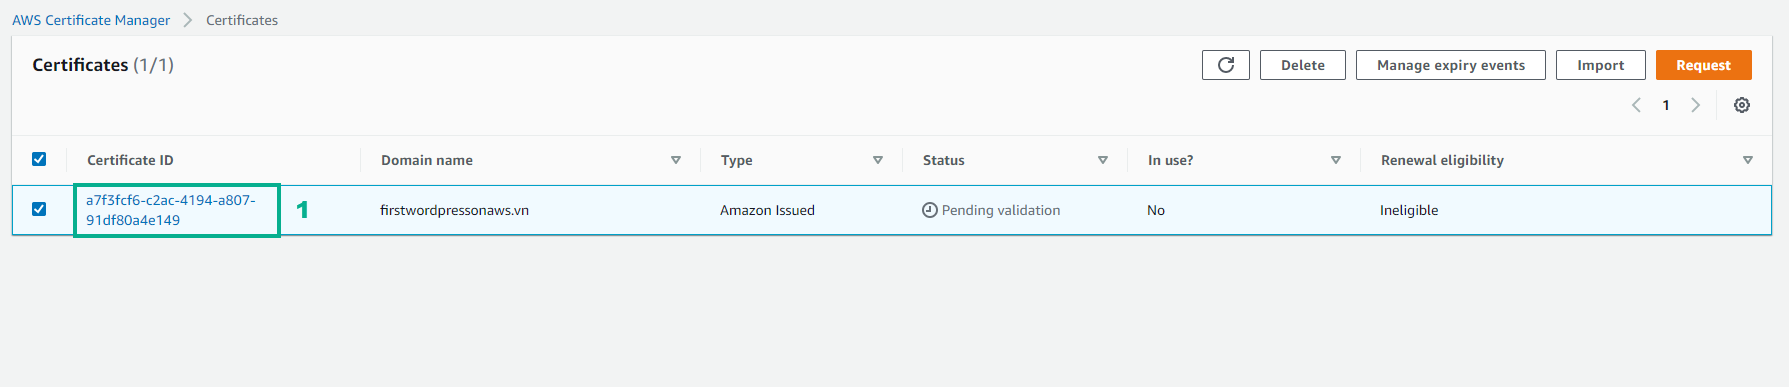 AWS Certificate Manager Certificates
Certificates (1/1) Delete Manage expiry events Import Request
1
Certificate ID Domain name Type Status In use? Renewal eligibility
a7f3fcf6-c2ac-4194-a807-
91df80a4e149
1
firstwordpressonaws.vn Amazon Issued Pending validation No Ineligible